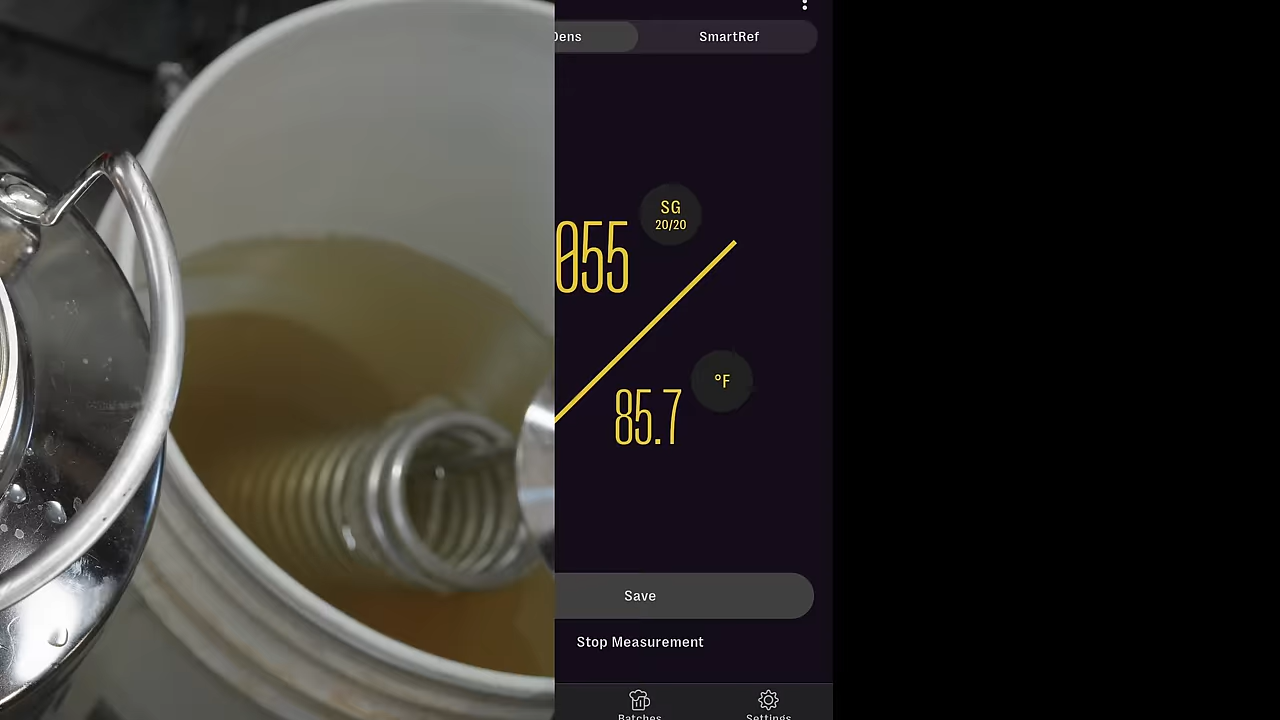 Dens SmartRef
SG
20/20
055
°F
85.7
Save
Stop Measurement
Batches Settings